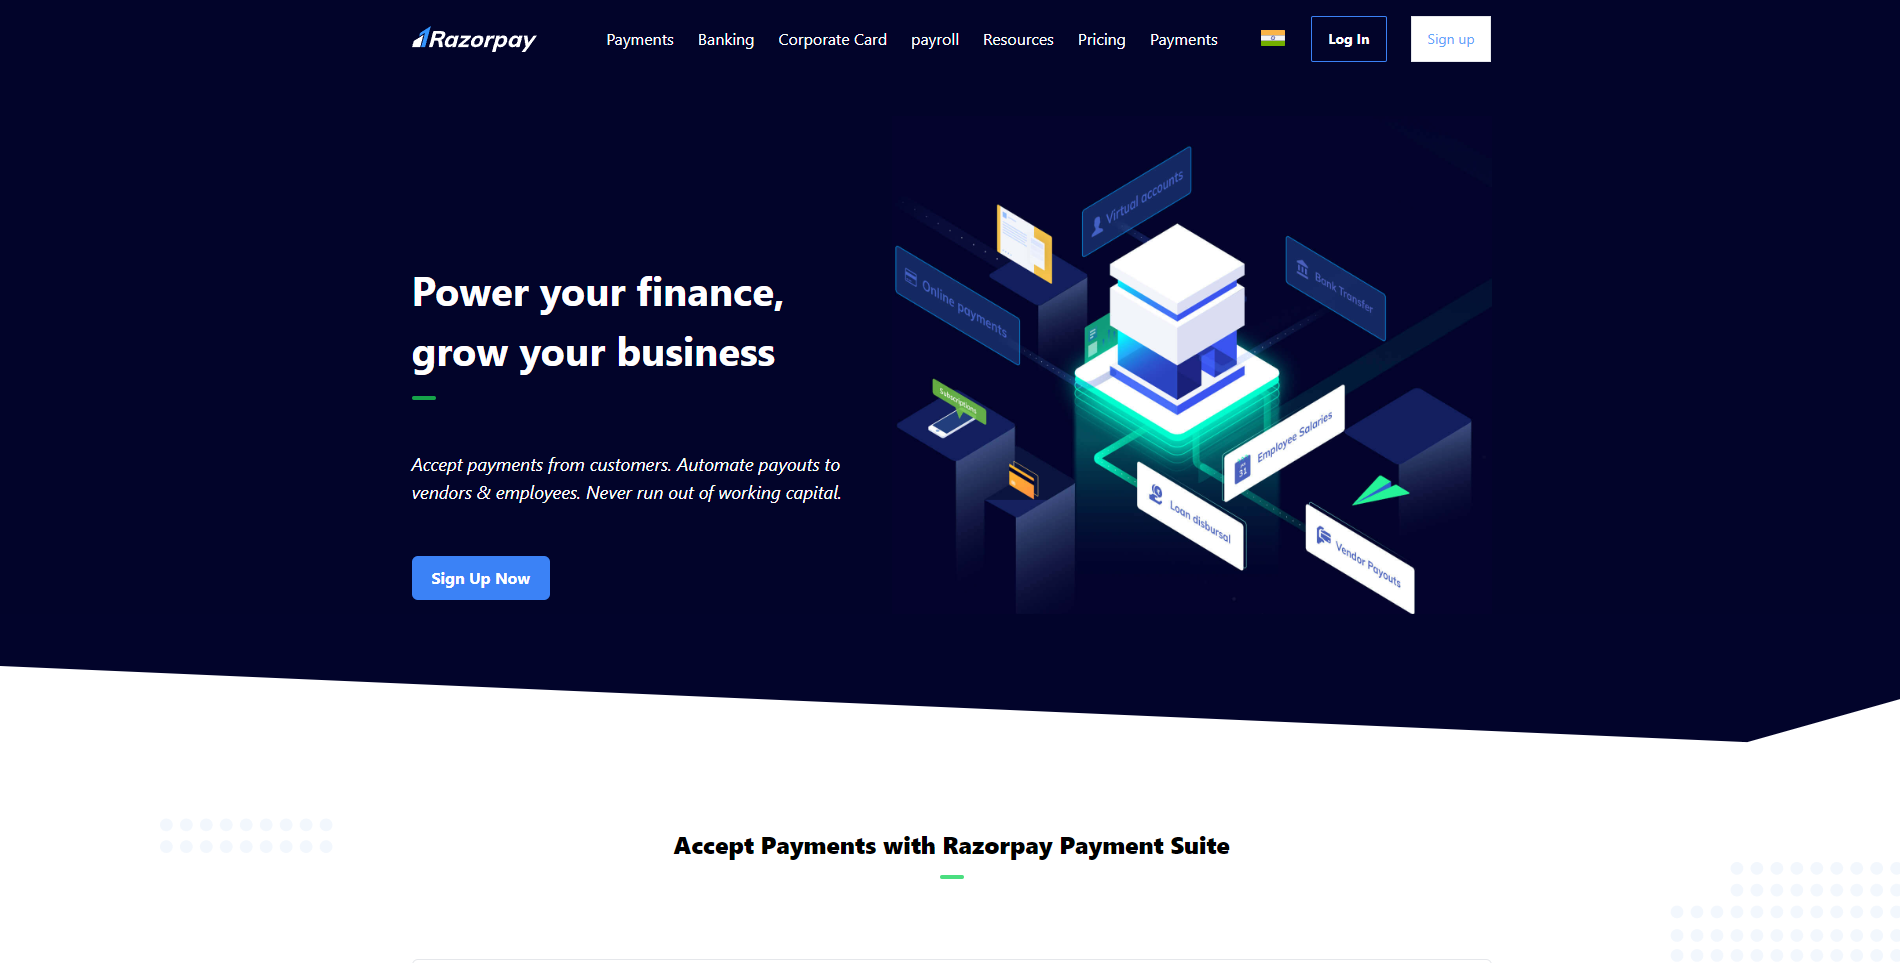 Razorpay
Payments Banking Corporate Card payroll Resources Pricing Payments Log In Sign up
Power your finance,
grow your business
Accept payments from customers. Automate payouts to
vendors & employees. Never run out of working capital.
Sign Up Now
Virtual accounts
Online payments
Bank Transfer
Subscriptions
Employee Salaries
31
Loan disbursal
Vendor Payouts
Accept Payments with Razorpay Payment Suite